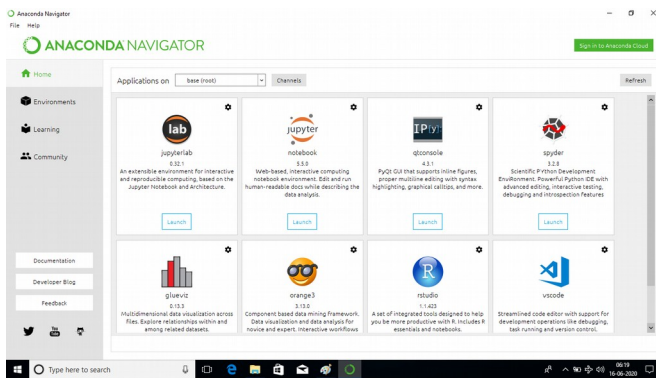 Anaconda Navigator
File Help
ANACONDA NAVIGATOR
Sign in to Anaconda Cloud
Home
Environments
Learning
Community
Documentation
Developer Blog
Feedback
Applications on base (root) Channels Refresh
lab
jupyterlab
0.32.1
An extensible environment for interactive
and reproducible computing, based on the
Jupyter Notebook and Architecture.
Launch
jupyter
notebook
5.5.0
Web-based, interactive computing
notebook environment. Edit and run
human-readable docs while describing the
data analysis.
Launch
IP[y]:
qtconsole
4.3.1
PyQt GUI that supports inline figures,
proper multiline editing with syntax
highlighting, graphical calltips, and more.
Launch
spyder
3.2.8
Scientific PYthon Development
EnviRonment. Powerful Python IDE with
advanced editing, interactive testing,
debugging and introspection features
Launch
glueviz
0.13.3
Multidimensional data visualization across
files. Explore relationships within and
among related datasets.
orange3
3.13.0
Component based data mining framework.
Data visualization and data analysis for
novice and expert. Interactive workflows
R
rstudio
1.1.423
A set of integrated tools designed to help
you be more productive with R. Includes R
essentials and notebooks.
vscode
Streamlined code editor with support for
development operations like debugging,
task running and version control.
You
Tube
Type here to search
06:19
16-06-2020